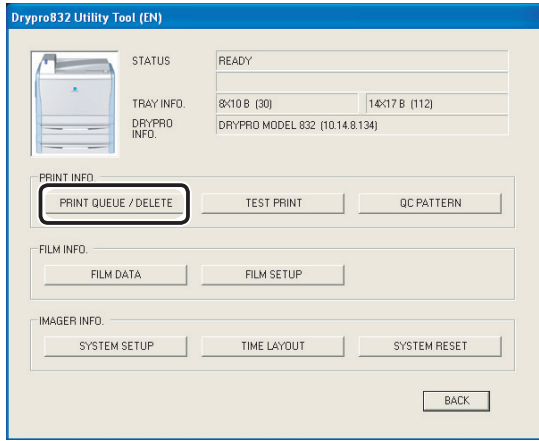 Drypro832 Utility Tool (EN)
STATUS READY
TRAY INFO. 8X10 B (30) 14X17 B (112)
DRYPRO INFO. DRYPRO MODEL 832 (10.14.8.134)
PRINT INFO.
PRINT QUEUE / DELETE TEST PRINT QC PATTERN
FILM INFO.
FILM DATA FILM SETUP
IMAGER INFO.
SYSTEM SETUP TIME LAYOUT SYSTEM RESET
BACK